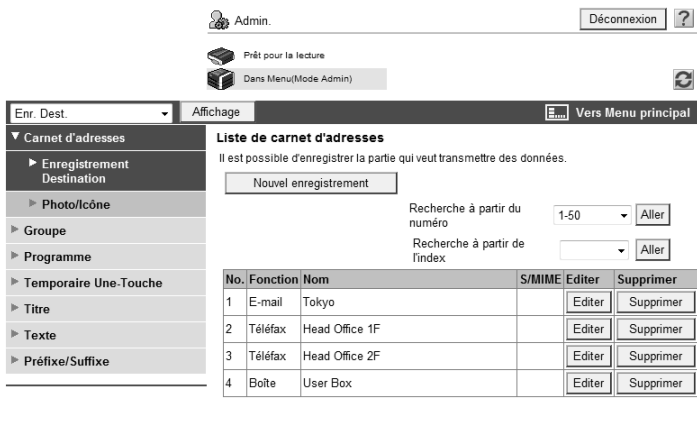 Admin.
Déconnexion
?
Prêt pour la lecture
Dans Menu(Mode Admin)
Enr. Dest.
Affichage
Vers Menu principal
Carnet d'adresses
Enregistrement
Destination
Photo/Icône
Groupe
Programme
Temporaire Une-Touche
Titre
Texte
Préfixe/Suffixe
Liste de carnet d'adresses
Il est possible d'enregistrer la partie qui veut transmettre des données.
Nouvel enregistrement
Recherche à partir du
numéro
1-50
Aller
Recherche à partir de
l'index
Aller
No. Fonction Nom S/MIME Editer Supprimer
1 E-mail Tokyo Editer Supprimer
2 Téléfax Head Office 1F Editer Supprimer
3 Téléfax Head Office 2F Editer Supprimer
4 Boîte User Box Editer Supprimer